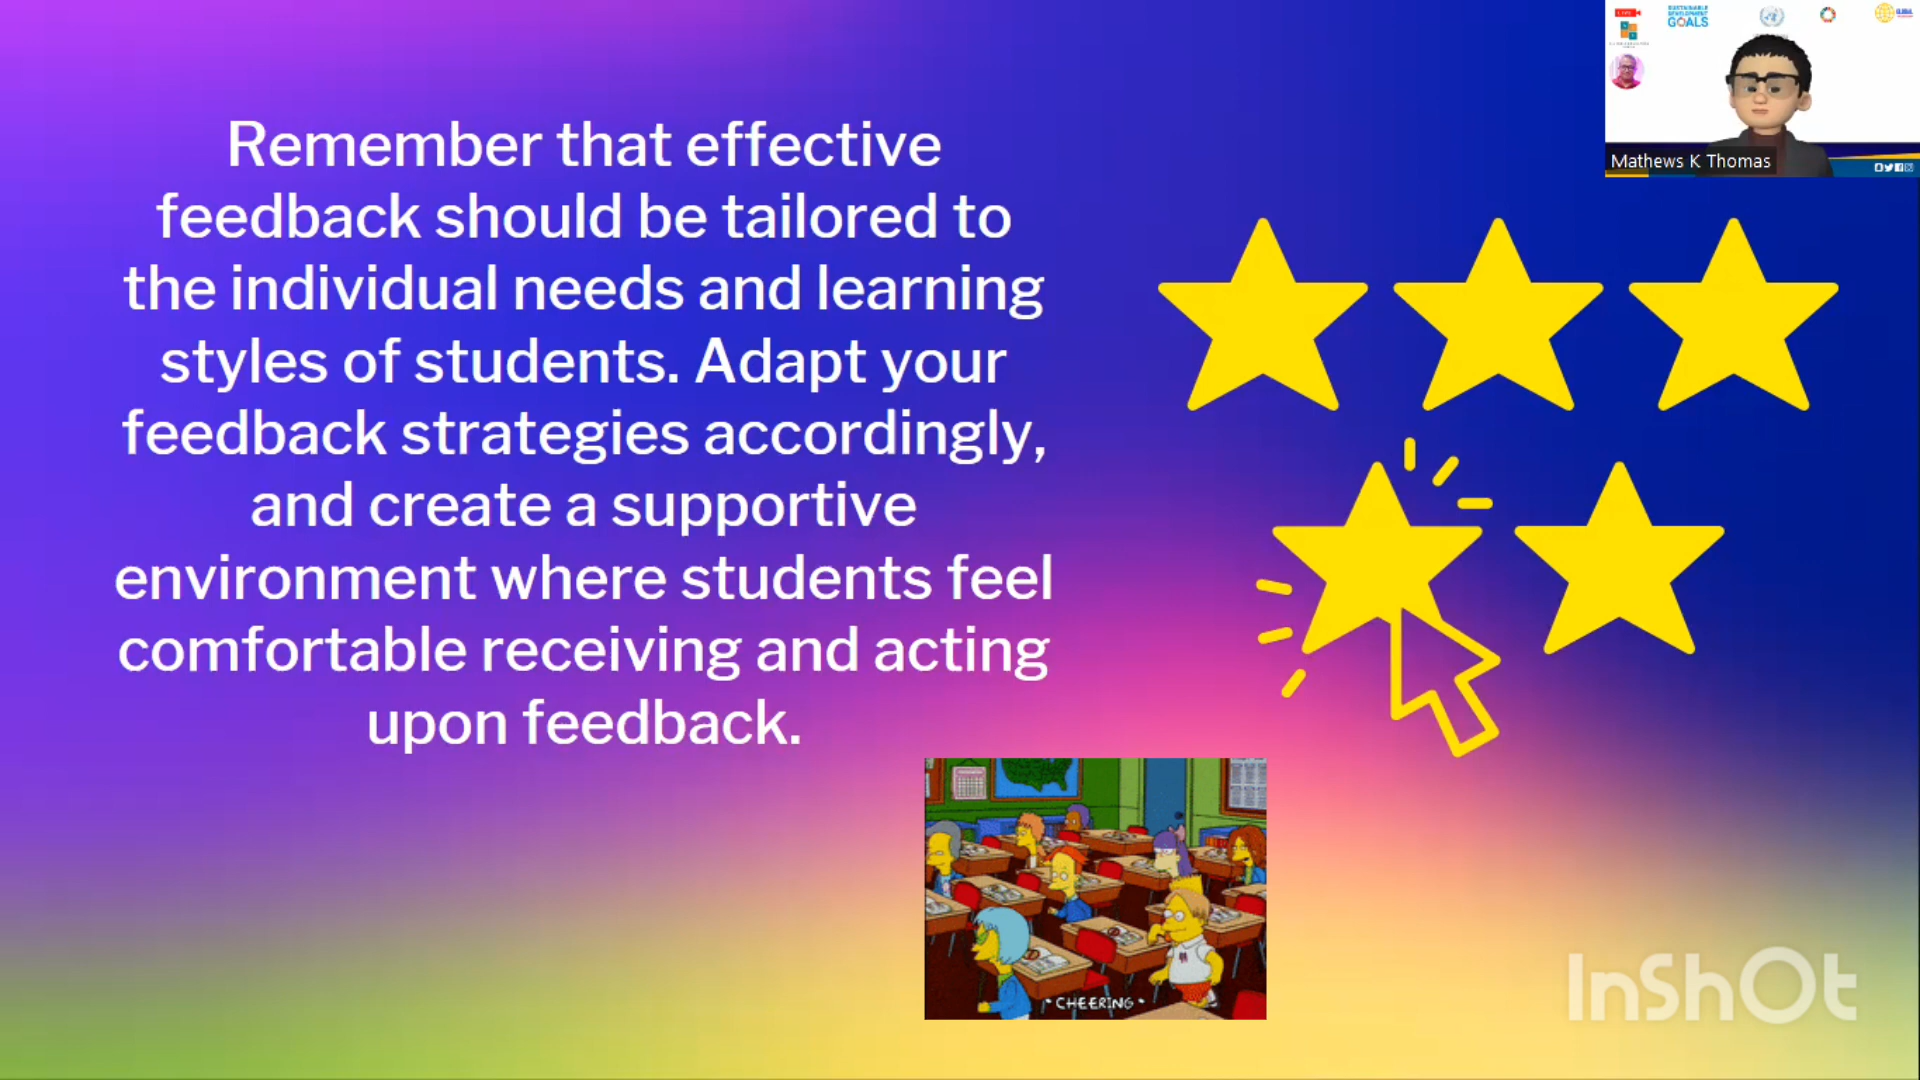 Remember that effective
feedback should be tailored to
the individual needs and learning
styles of students. Adapt your
feedback strategies accordingly,
and create a supportive
environment where students feel
comfortable receiving and acting
upon feedback.
SUSTAINABLE
DEVELOPMENT
GOALS
Mathews K Thomas
* CHEERING *
InShOt